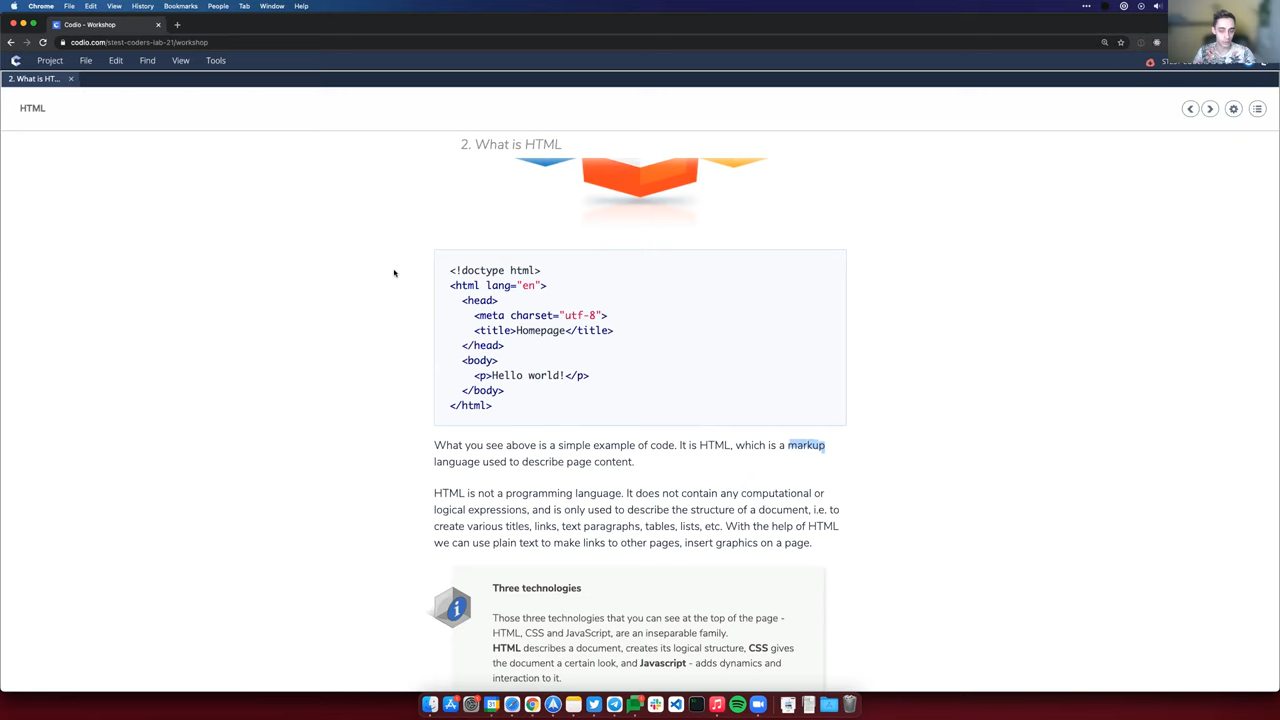 Chrome File Edit View History Bookmarks People Tab Window Help
Codio - Workshop
codio.com/stest-coders-lab-21/workshop
Project File Edit Find View Tools
2. What is HT...
HTML
2. What is HTML
<!doctype html>
<html lang="en">
<head>
<meta charset="utf-8">
<title>Homepage</title>
</head>
<body>
<p>Hello world!</p>
</body>
</html>
What you see above is a simple example of code. It is HTML, which is a markup
language used to describe page content.
HTML is not a programming language. It does not contain any computational or
logical expressions, and is only used to describe the structure of a document, i.e. to
create various titles, links, text paragraphs, tables, lists, etc. With the help of HTML
we can use plain text to make links to other pages, insert graphics on a page.
Three technologies
Those three technologies that you can see at the top of the page -
HTML, CSS and JavaScript, are an inseparable family.
HTML describes a document, creates its logical structure, CSS gives
the document a certain look, and Javascript - adds dynamics and
interaction to it.